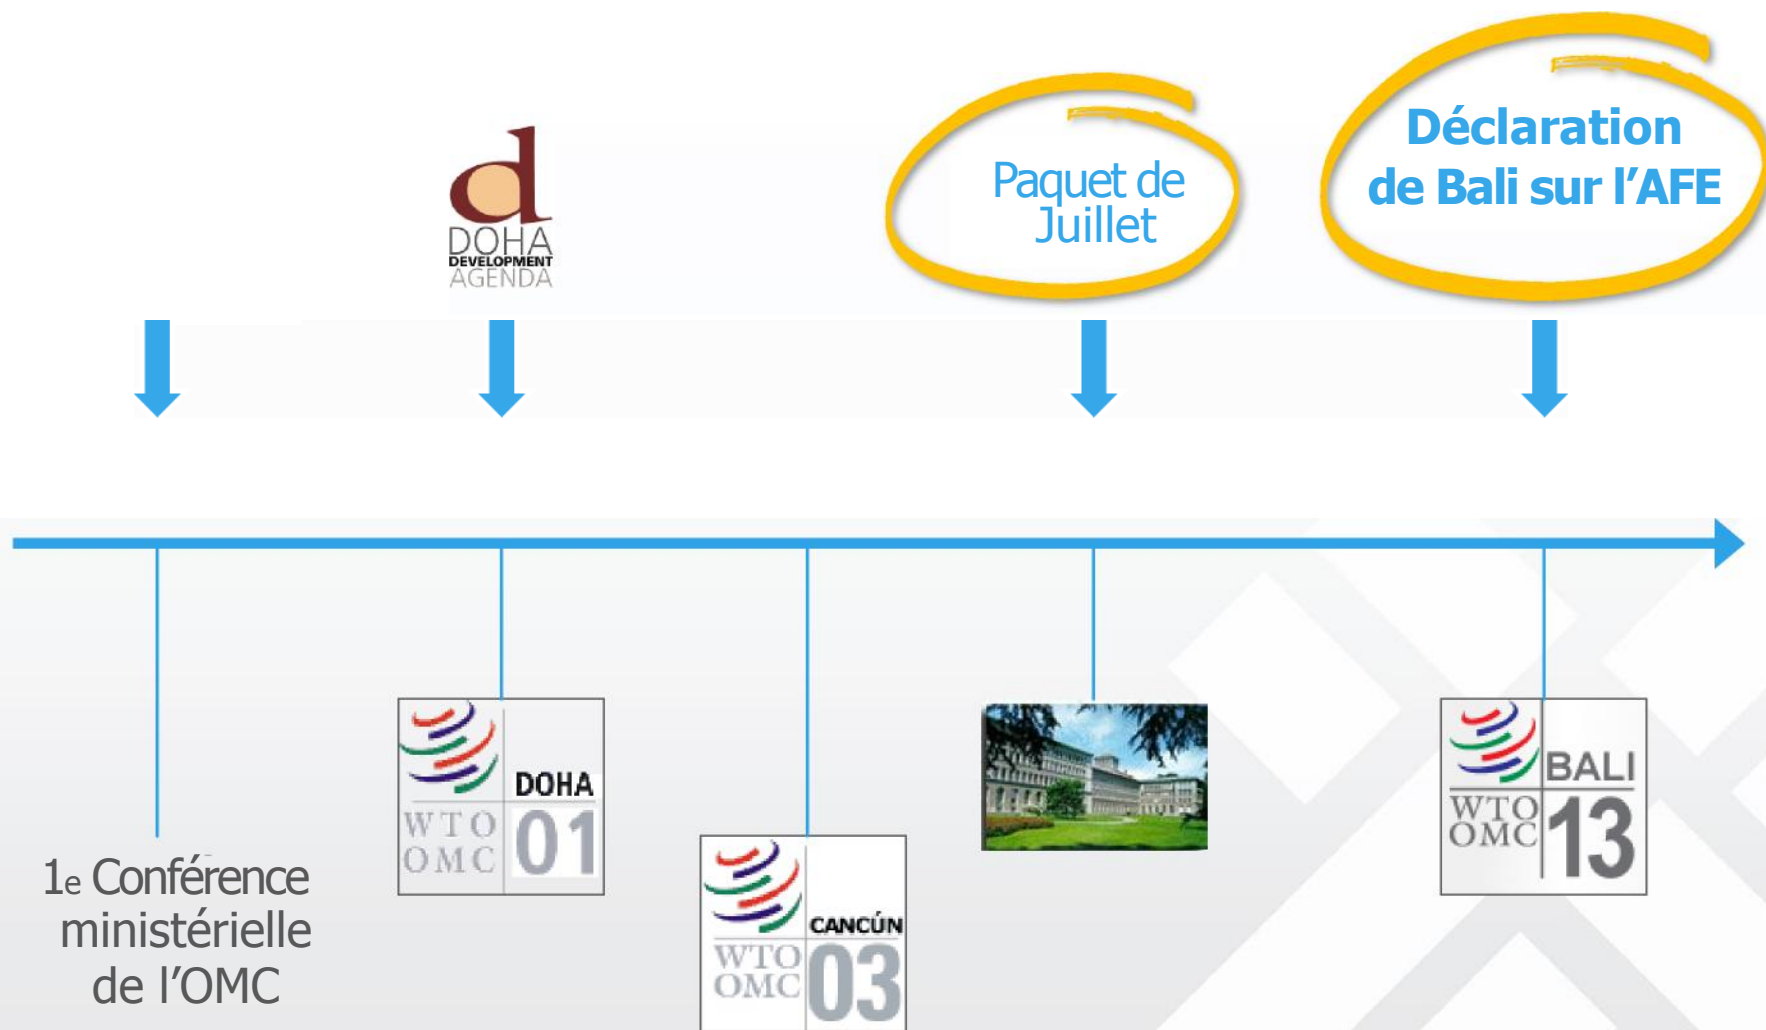 d
DOHA
DEVELOPMENT
AGENDA
Paquet de
Juillet
Déclaration
de Bali sur l’AFE
1e Conférence
ministérielle
de l’OMC
DOHA
WTO
OMC
01
CANCÚN
WTO
OMC
03
BALI
WTO
OMC
13